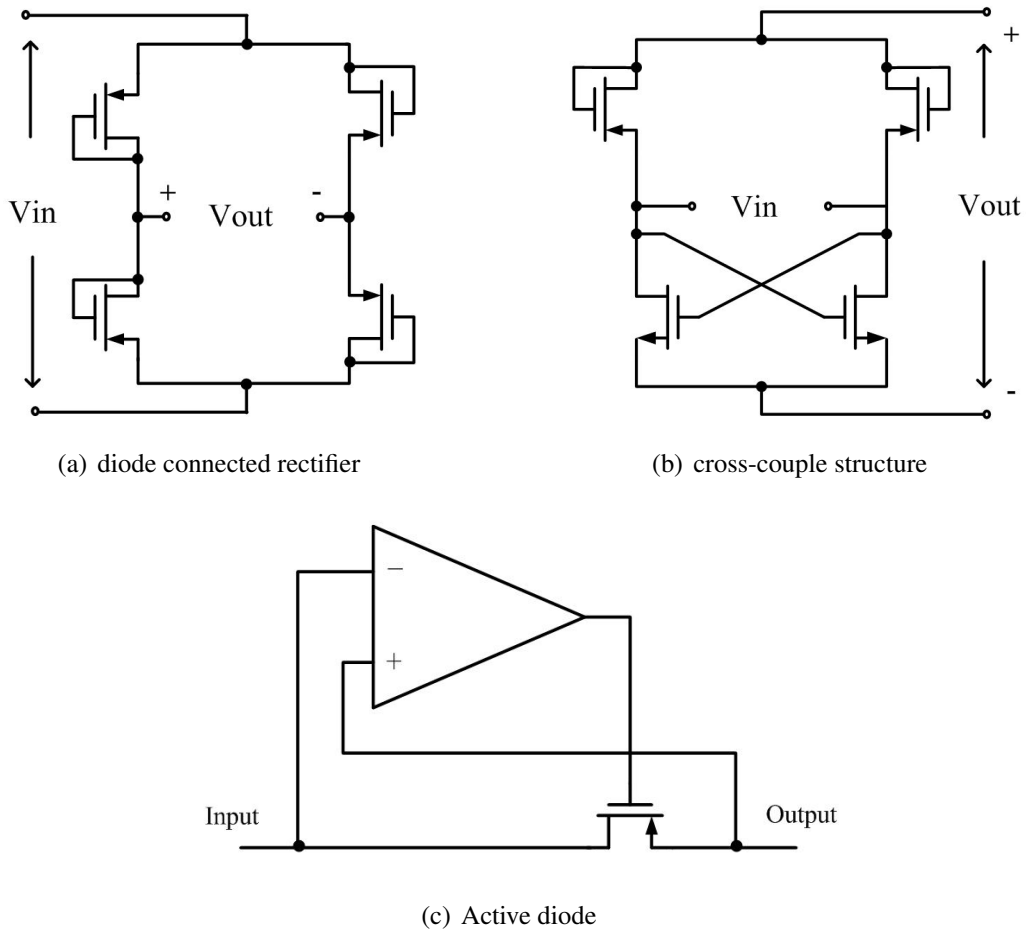 Vin
+
-
Vout
(a) diode connected rectifier
+
Vin
Vout
-
(b) cross-couple structure
−
+
Input
Output
(c) Active diode